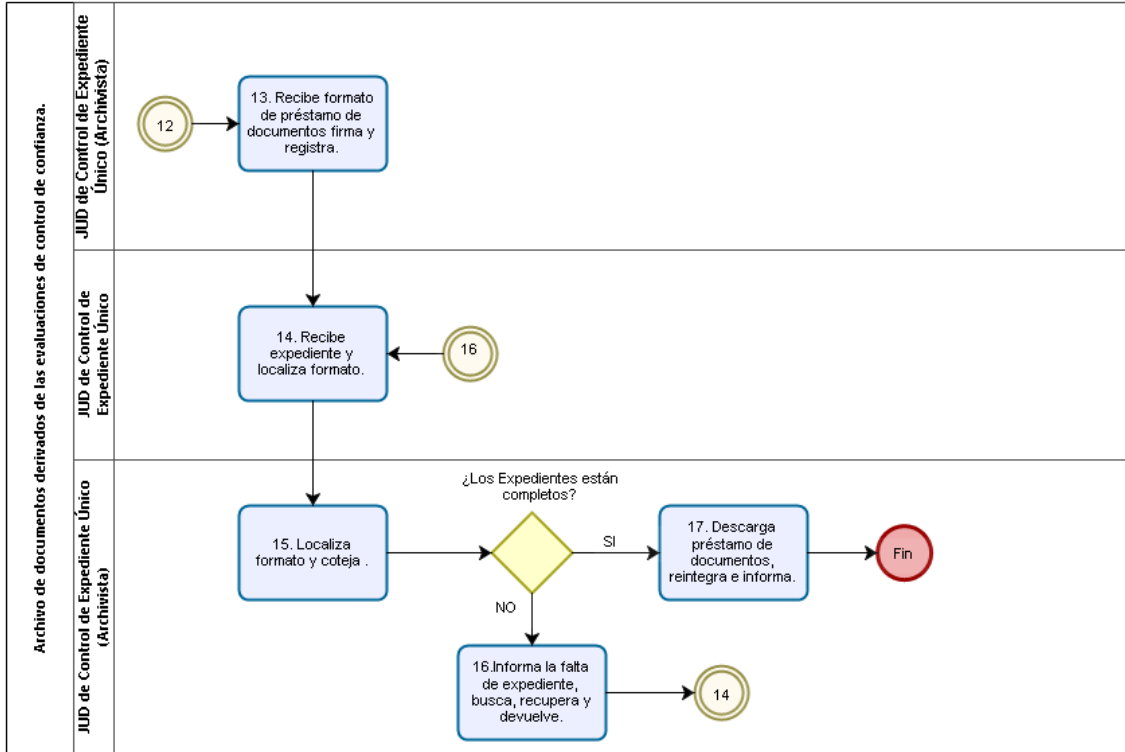 Archivo de documentos derivados de las evaluaciones de control de confianza.
JUD de Control de Expediente
Único (Archivista)
12
13. Recibe formato
de préstamo de
documentos firma y
registra.
JUD de Control de
Expediente Único
14. Recibe
expediente y
localiza formato.
16
JUD de Control de Expediente Único
(Archivista)
15. Localiza
formato y coteja .
¿Los Expedientes están
completos?
SI
17. Descarga
préstamo de
documentos,
reintegra e informa.
Fin
NO
16.Informa la falta
de expediente,
busca, recupera y
devuelve.
14